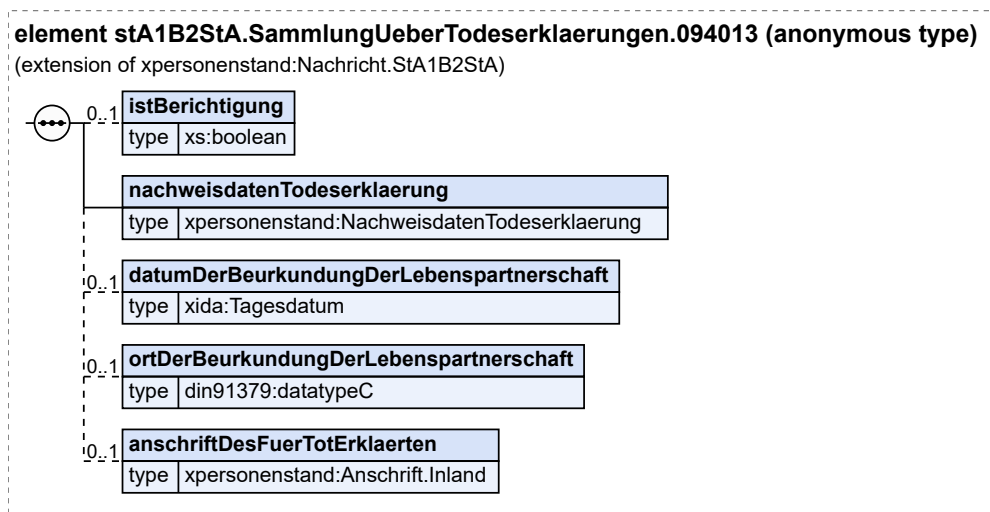 element stA1B2StA.SammlungUeberTodeserklaerungen.094013 (anonymous type)
(extension of xpersonenstand:Nachricht.StA1B2StA)
0..1 istBerichtigung
type xs:boolean
nachweisdatenTodeserklaerung
type xpersonenstand:NachweisdatenTodeserklaerung
0..1 datumDerBeurkundungDerLebenspartnerschaft
type xida:Tagesdatum
0..1 ortDerBeurkundungDerLebenspartnerschaft
type din91379:datatypeC
0..1 anschriftDesFuerTotErklaerten
type xpersonenstand:Anschrift.Inland